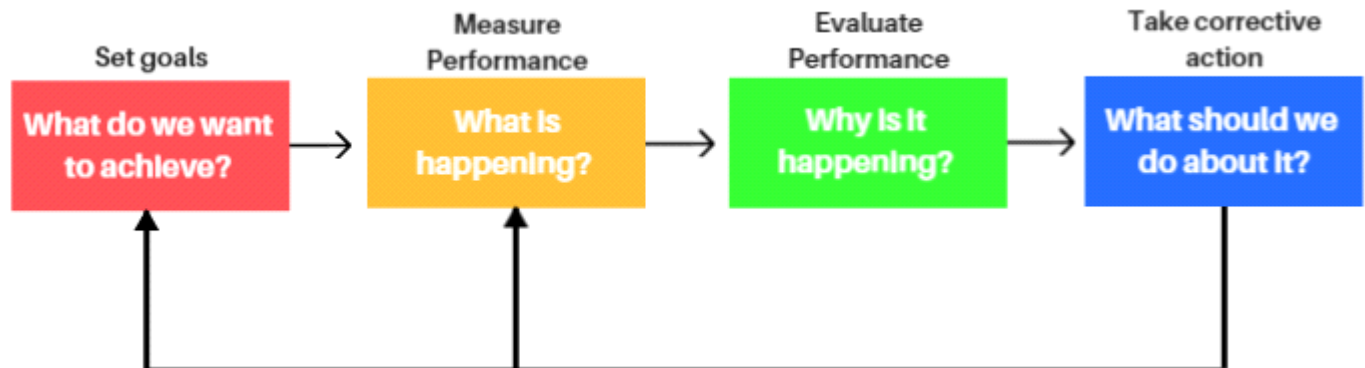 Set goals
What do we want
to achieve?
Measure
Performance
What is
happening?
Evaluate
Performance
Why is it
happening?
Take corrective
action
What should we
do about it?